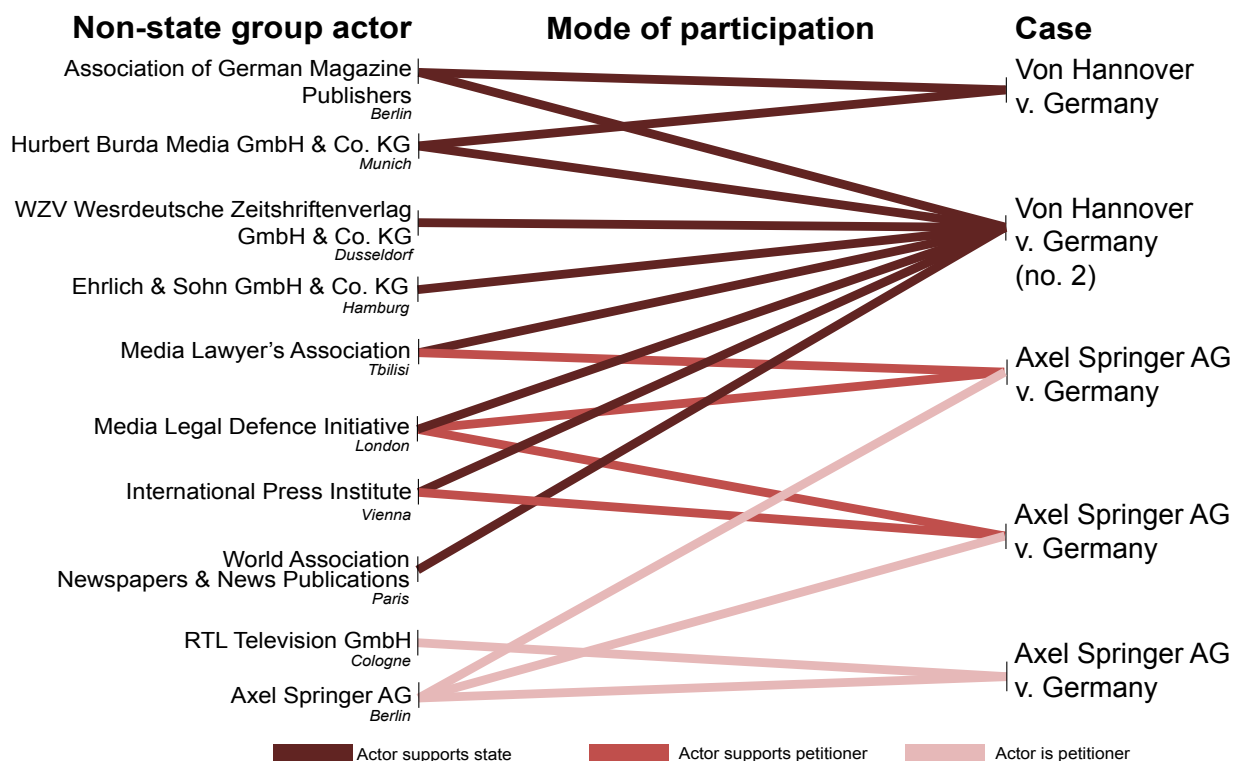 Non-state group actor
Mode of participation
Case
Association of German Magazine
Publishers
Berlin
Hurbert Burda Media GmbH & Co. KG
Munich
WZV Wesrdeutsche Zeitshriftenverlag
GmbH & Co. KG
Dusseldorf
Ehrlich & Sohn GmbH & Co. KG
Hamburg
Media Lawyer's Association
Tbilisi
Media Legal Defence Initiative
London
International Press Institute
Vienna
World Association
Newspapers & News Publications
Paris
RTL Television GmbH
Cologne
Axel Springer AG
Berlin
Von Hannover
v. Germany
Von Hannover
v. Germany
(no. 2)
Axel Springer AG
v. Germany
Axel Springer AG
v. Germany
Axel Springer AG
v. Germany
Actor supports state
Actor supports petitioner
Actor is petitioner